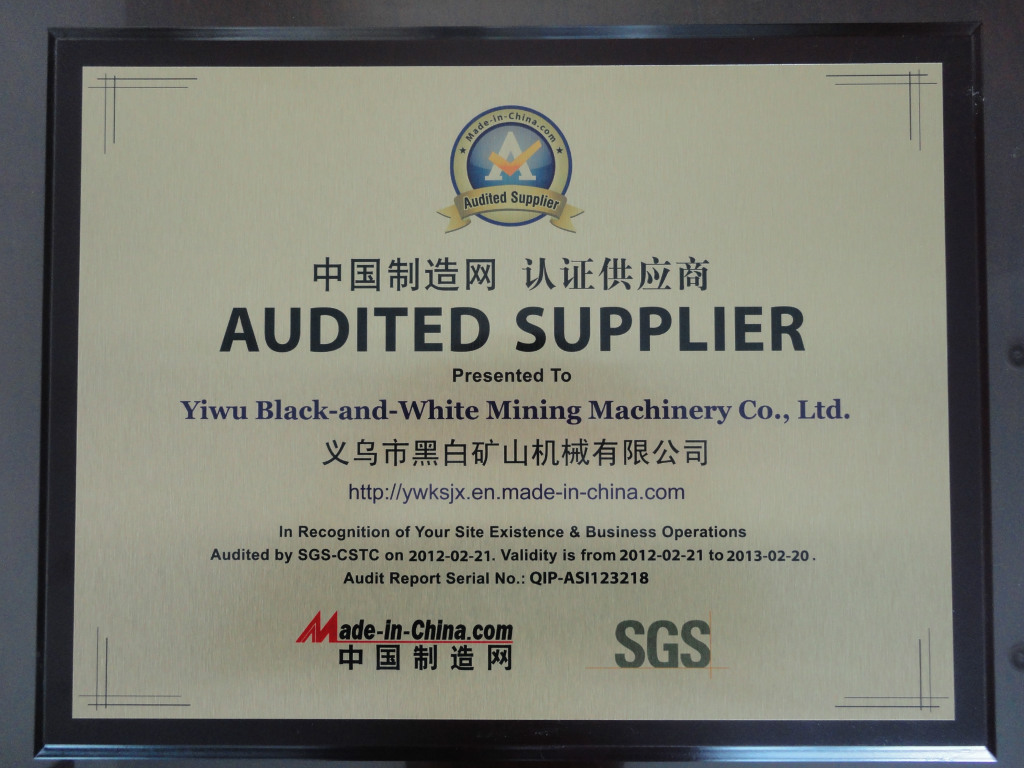 Made-in-China.com
A
Audited Supplier
中国制造网 认证供应商
AUDITED SUPPLIER
Presented To
Yiwu Black-and-White Mining Machinery Co., Ltd.
义乌市黑白矿山机械有限公司
http://ywksjx.en.made-in-china.com
In Recognition of Your Site Existence & Business Operations
Audited by SGS-CSTC on 2012-02-21. Validity is from 2012-02-21 to 2013-02-20.
Audit Report Serial No.: QIP-ASI123218
Made-in-China.com
中国制造网
SGS